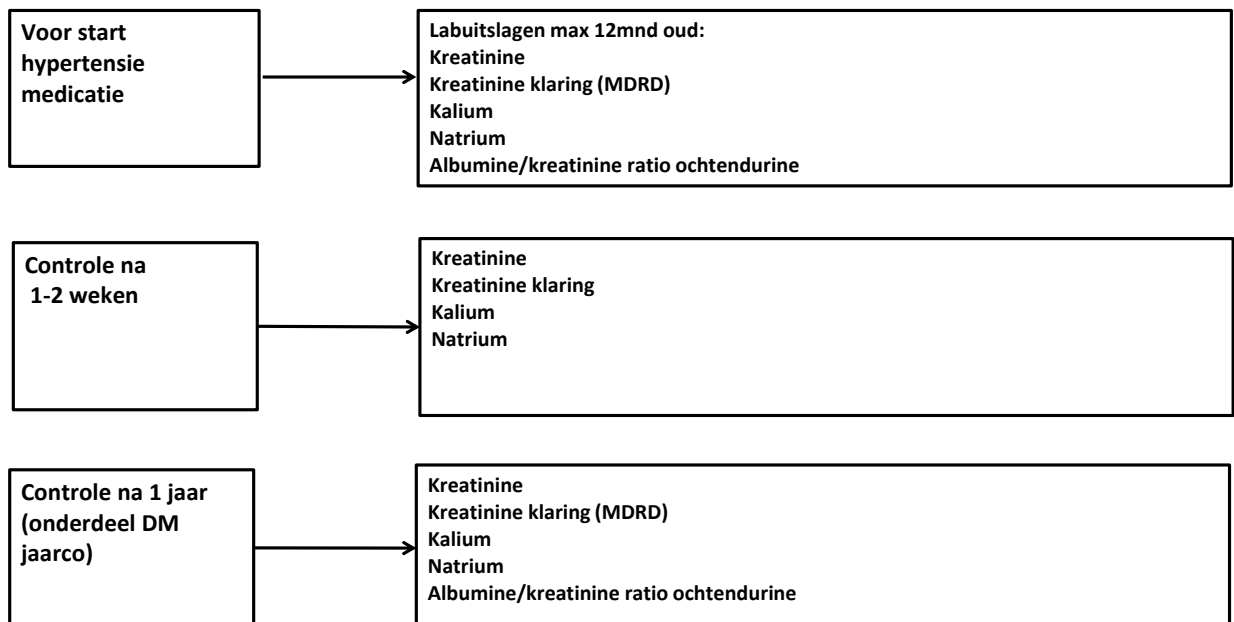 Voor start
hypertensie
medicatie
Labuitslagen max 12mnd oud:
Kreatinine
Kreatinine klaring (MDRD)
Kalium
Natrium
Albumine/kreatinine ratio ochtendurine
Controle na
1-2 weken
Kreatinine
Kreatinine klaring
Kalium
Natrium
Controle na 1 jaar
(onderdeel DM
jaarco)
Kreatinine
Kreatinine klaring (MDRD)
Kalium
Natrium
Albumine/kreatinine ratio ochtendurine